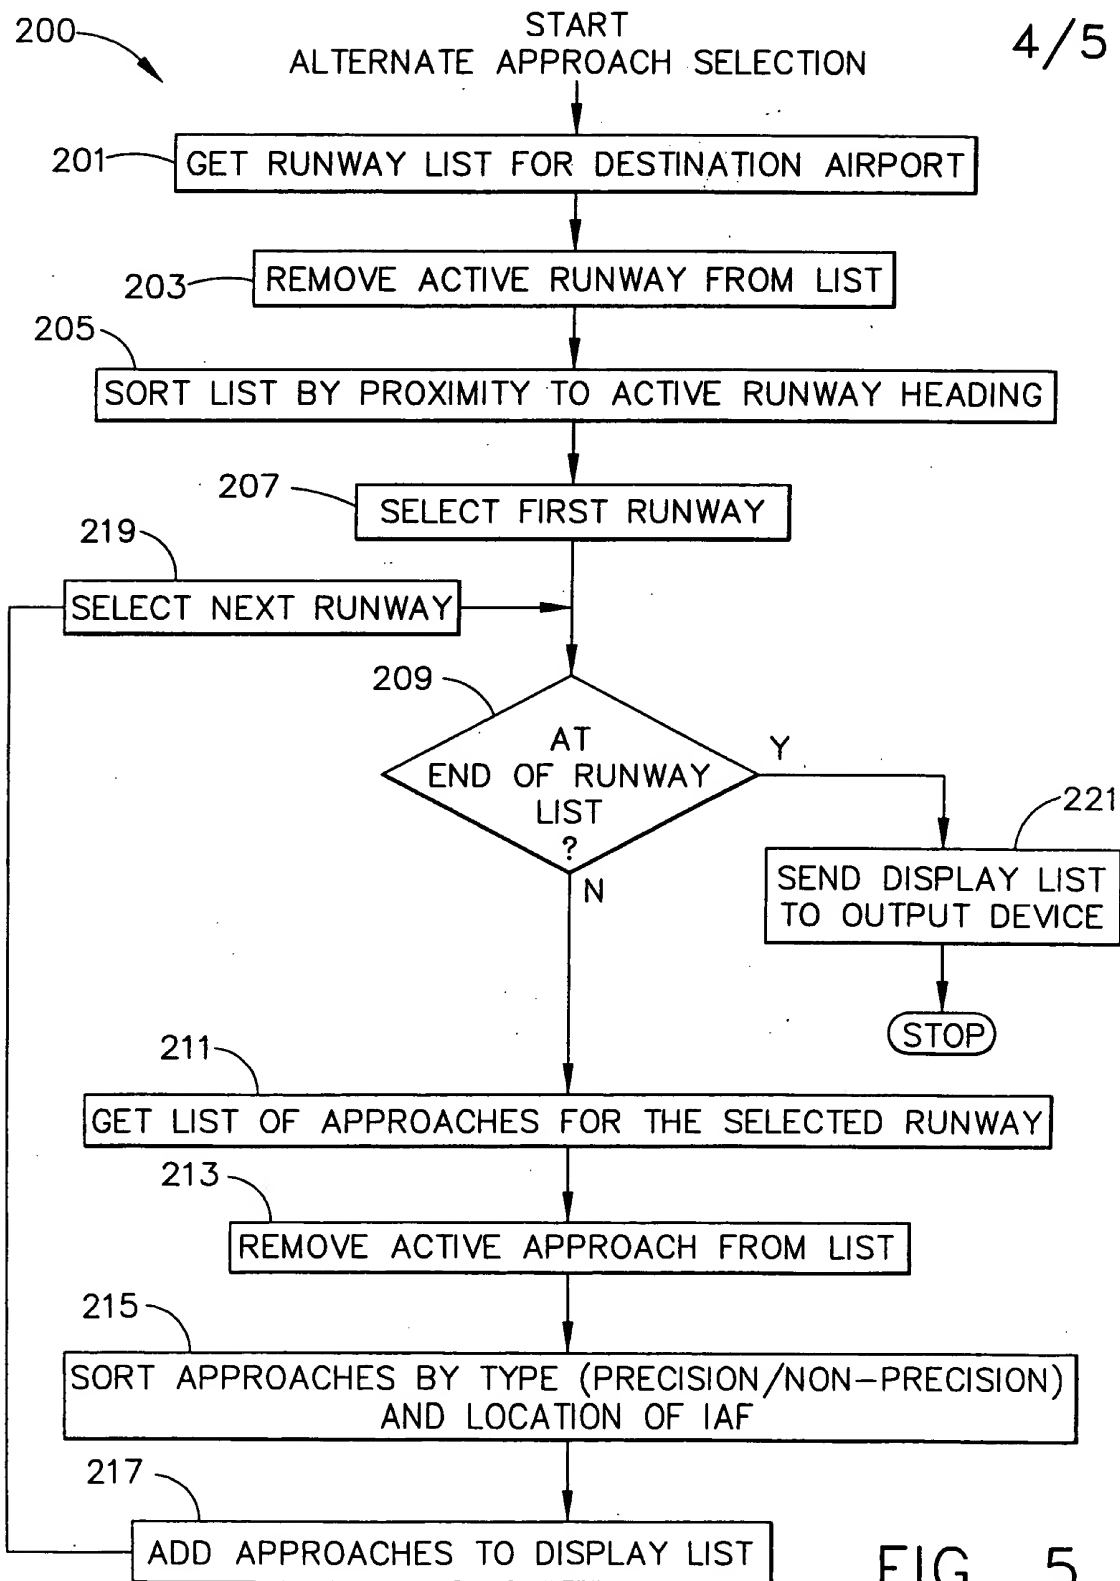 200
START
ALTERNATE APPROACH SELECTION
4/5
201
GET RUNWAY LIST FOR DESTINATION AIRPORT
203
REMOVE ACTIVE RUNWAY FROM LIST
205
SORT LIST BY PROXIMITY TO ACTIVE RUNWAY HEADING
207
SELECT FIRST RUNWAY
219
SELECT NEXT RUNWAY
209
AT
END OF RUNWAY
LIST
?
Y
N
221
SEND DISPLAY LIST
TO OUTPUT DEVICE
STOP
211
GET LIST OF APPROACHES FOR THE SELECTED RUNWAY
213
REMOVE ACTIVE APPROACH FROM LIST
215
SORT APPROACHES BY TYPE (PRECISION/NON-PRECISION)
AND LOCATION OF IAF
217
ADD APPROACHES TO DISPLAY LIST
FIG. 5